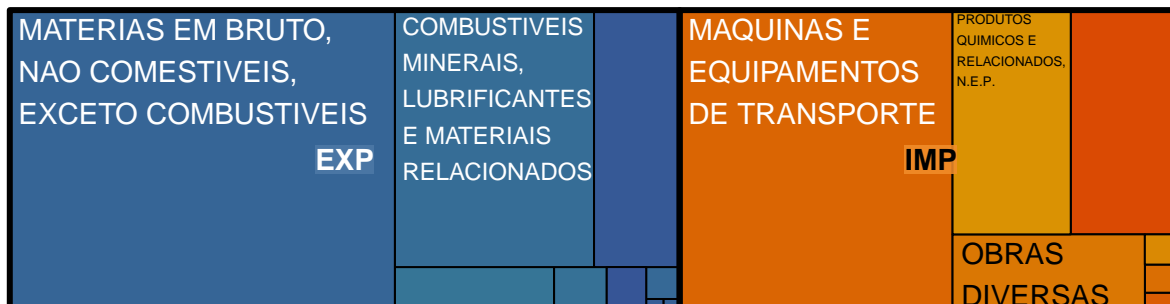 MATERIAS EM BRUTO,
NAO COMESTIVEIS,
EXCETO COMBUSTIVEIS
EXP
COMBUSTIVEIS
MINERAIS,
LUBRIFICANTES
E MATERIAIS
RELACIONADOS
MAQUINAS E
EQUIPAMENTOS
DE TRANSPORTE
IMP
PRODUTOS
QUIMICOS E
RELACIONADOS,
N.E.P.
OBRAS
DIVERSAS